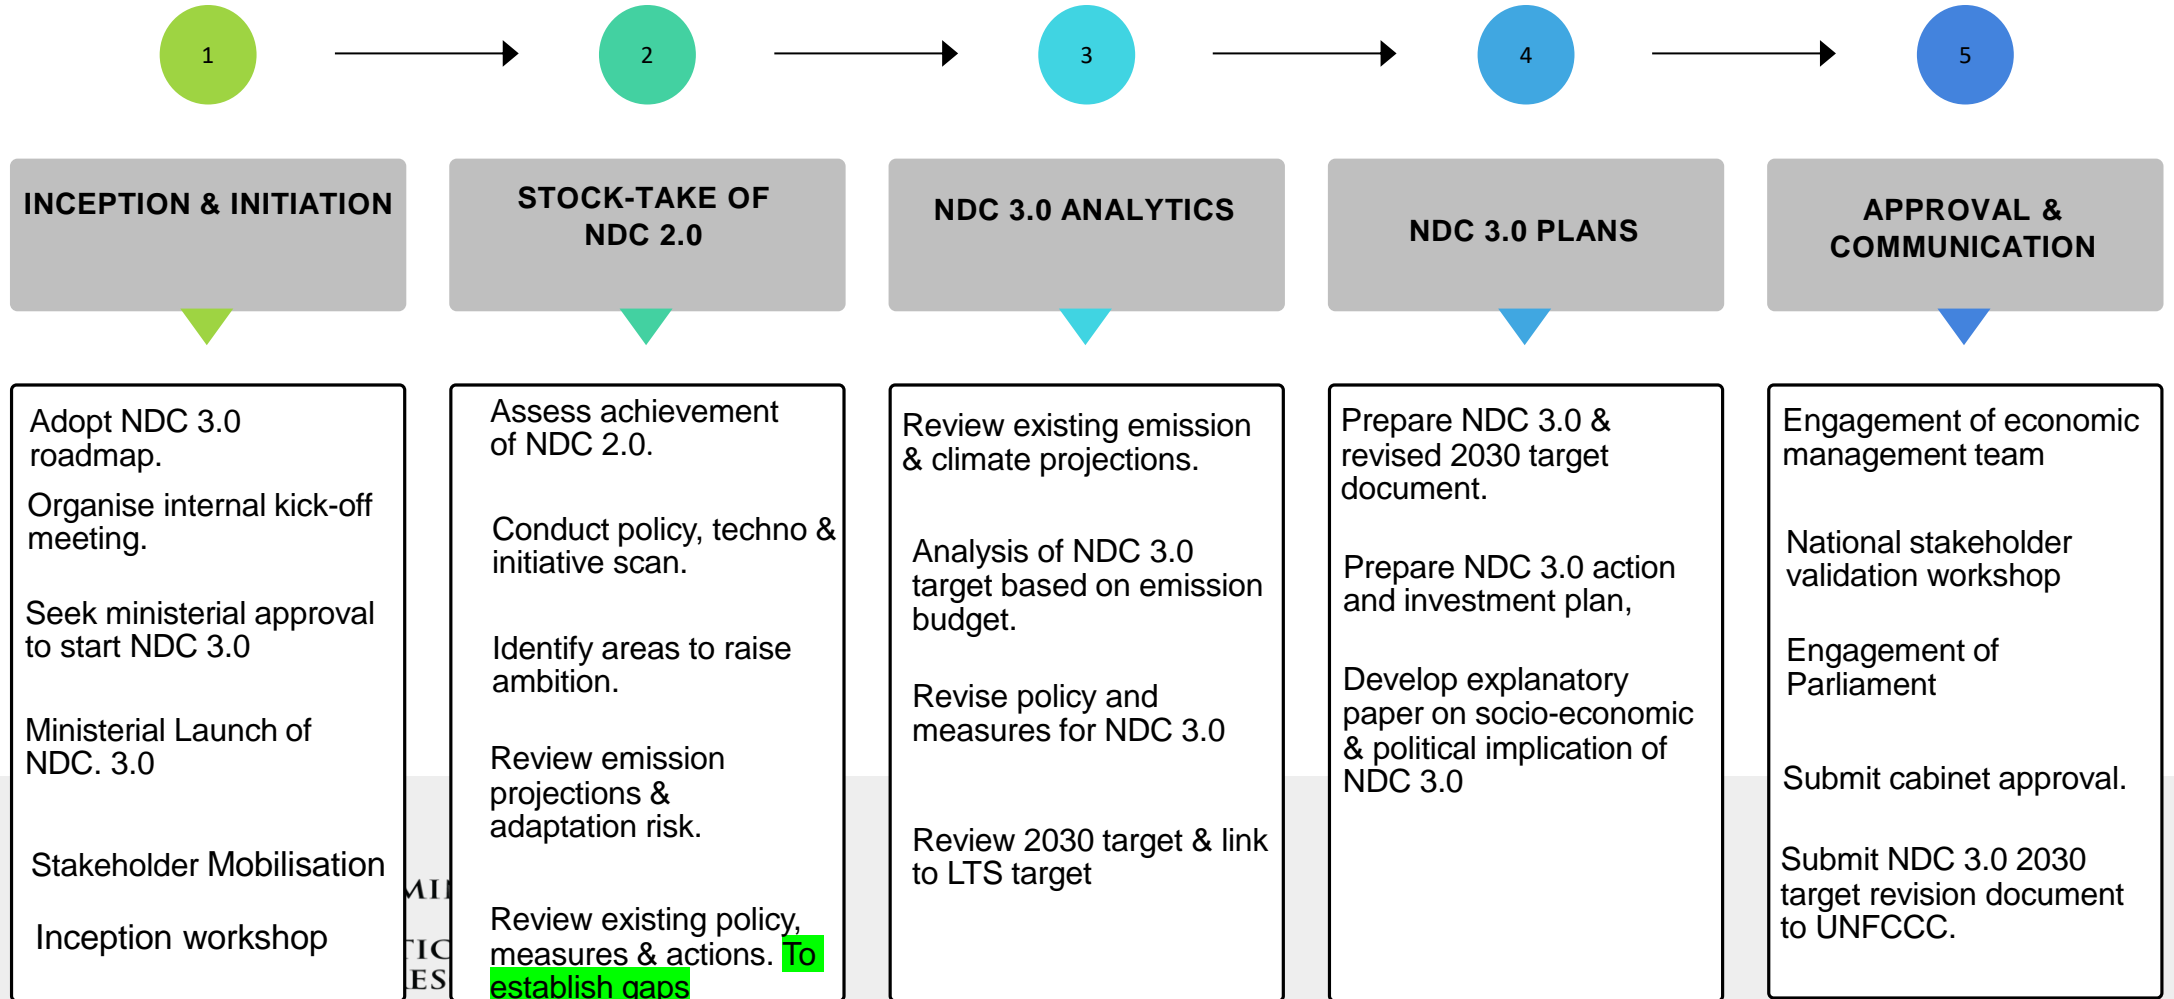 1
2
3
4
5
INCEPTION & INITIATION
STOCK-TAKE OF
NDC 2.0
NDC 3.0 ANALYTICS
NDC 3.0 PLANS
APPROVAL &
COMMUNICATION
Adopt NDC 3.0
roadmap.
Organise internal kick-off
meeting.
Seek ministerial approval
to start NDC 3.0
Ministerial Launch of
NDC. 3.0
Stakeholder Mobilisation
Inception workshop
Assess achievement
of NDC 2.0.
Conduct policy, techno &
initiative scan.
Identify areas to raise
ambition.
Review emission
projections &
adaptation risk.
Review existing policy,
measures & actions. To
establish gaps
Review existing emission
& climate projections.
Analysis of NDC 3.0
target based on emission
budget.
Revise policy and
measures for NDC 3.0
Review 2030 target & link
to LTS target
Prepare NDC 3.0 &
revised 2030 target
document.
Prepare NDC 3.0 action
and investment plan,
Develop explanatory
paper on socio-economic
& political implication of
NDC 3.0
Engagement of economic
management team
National stakeholder
validation workshop
Engagement of
Parliament
Submit cabinet approval.
Submit NDC 3.0 2030
target revision document
to UNFCCC.